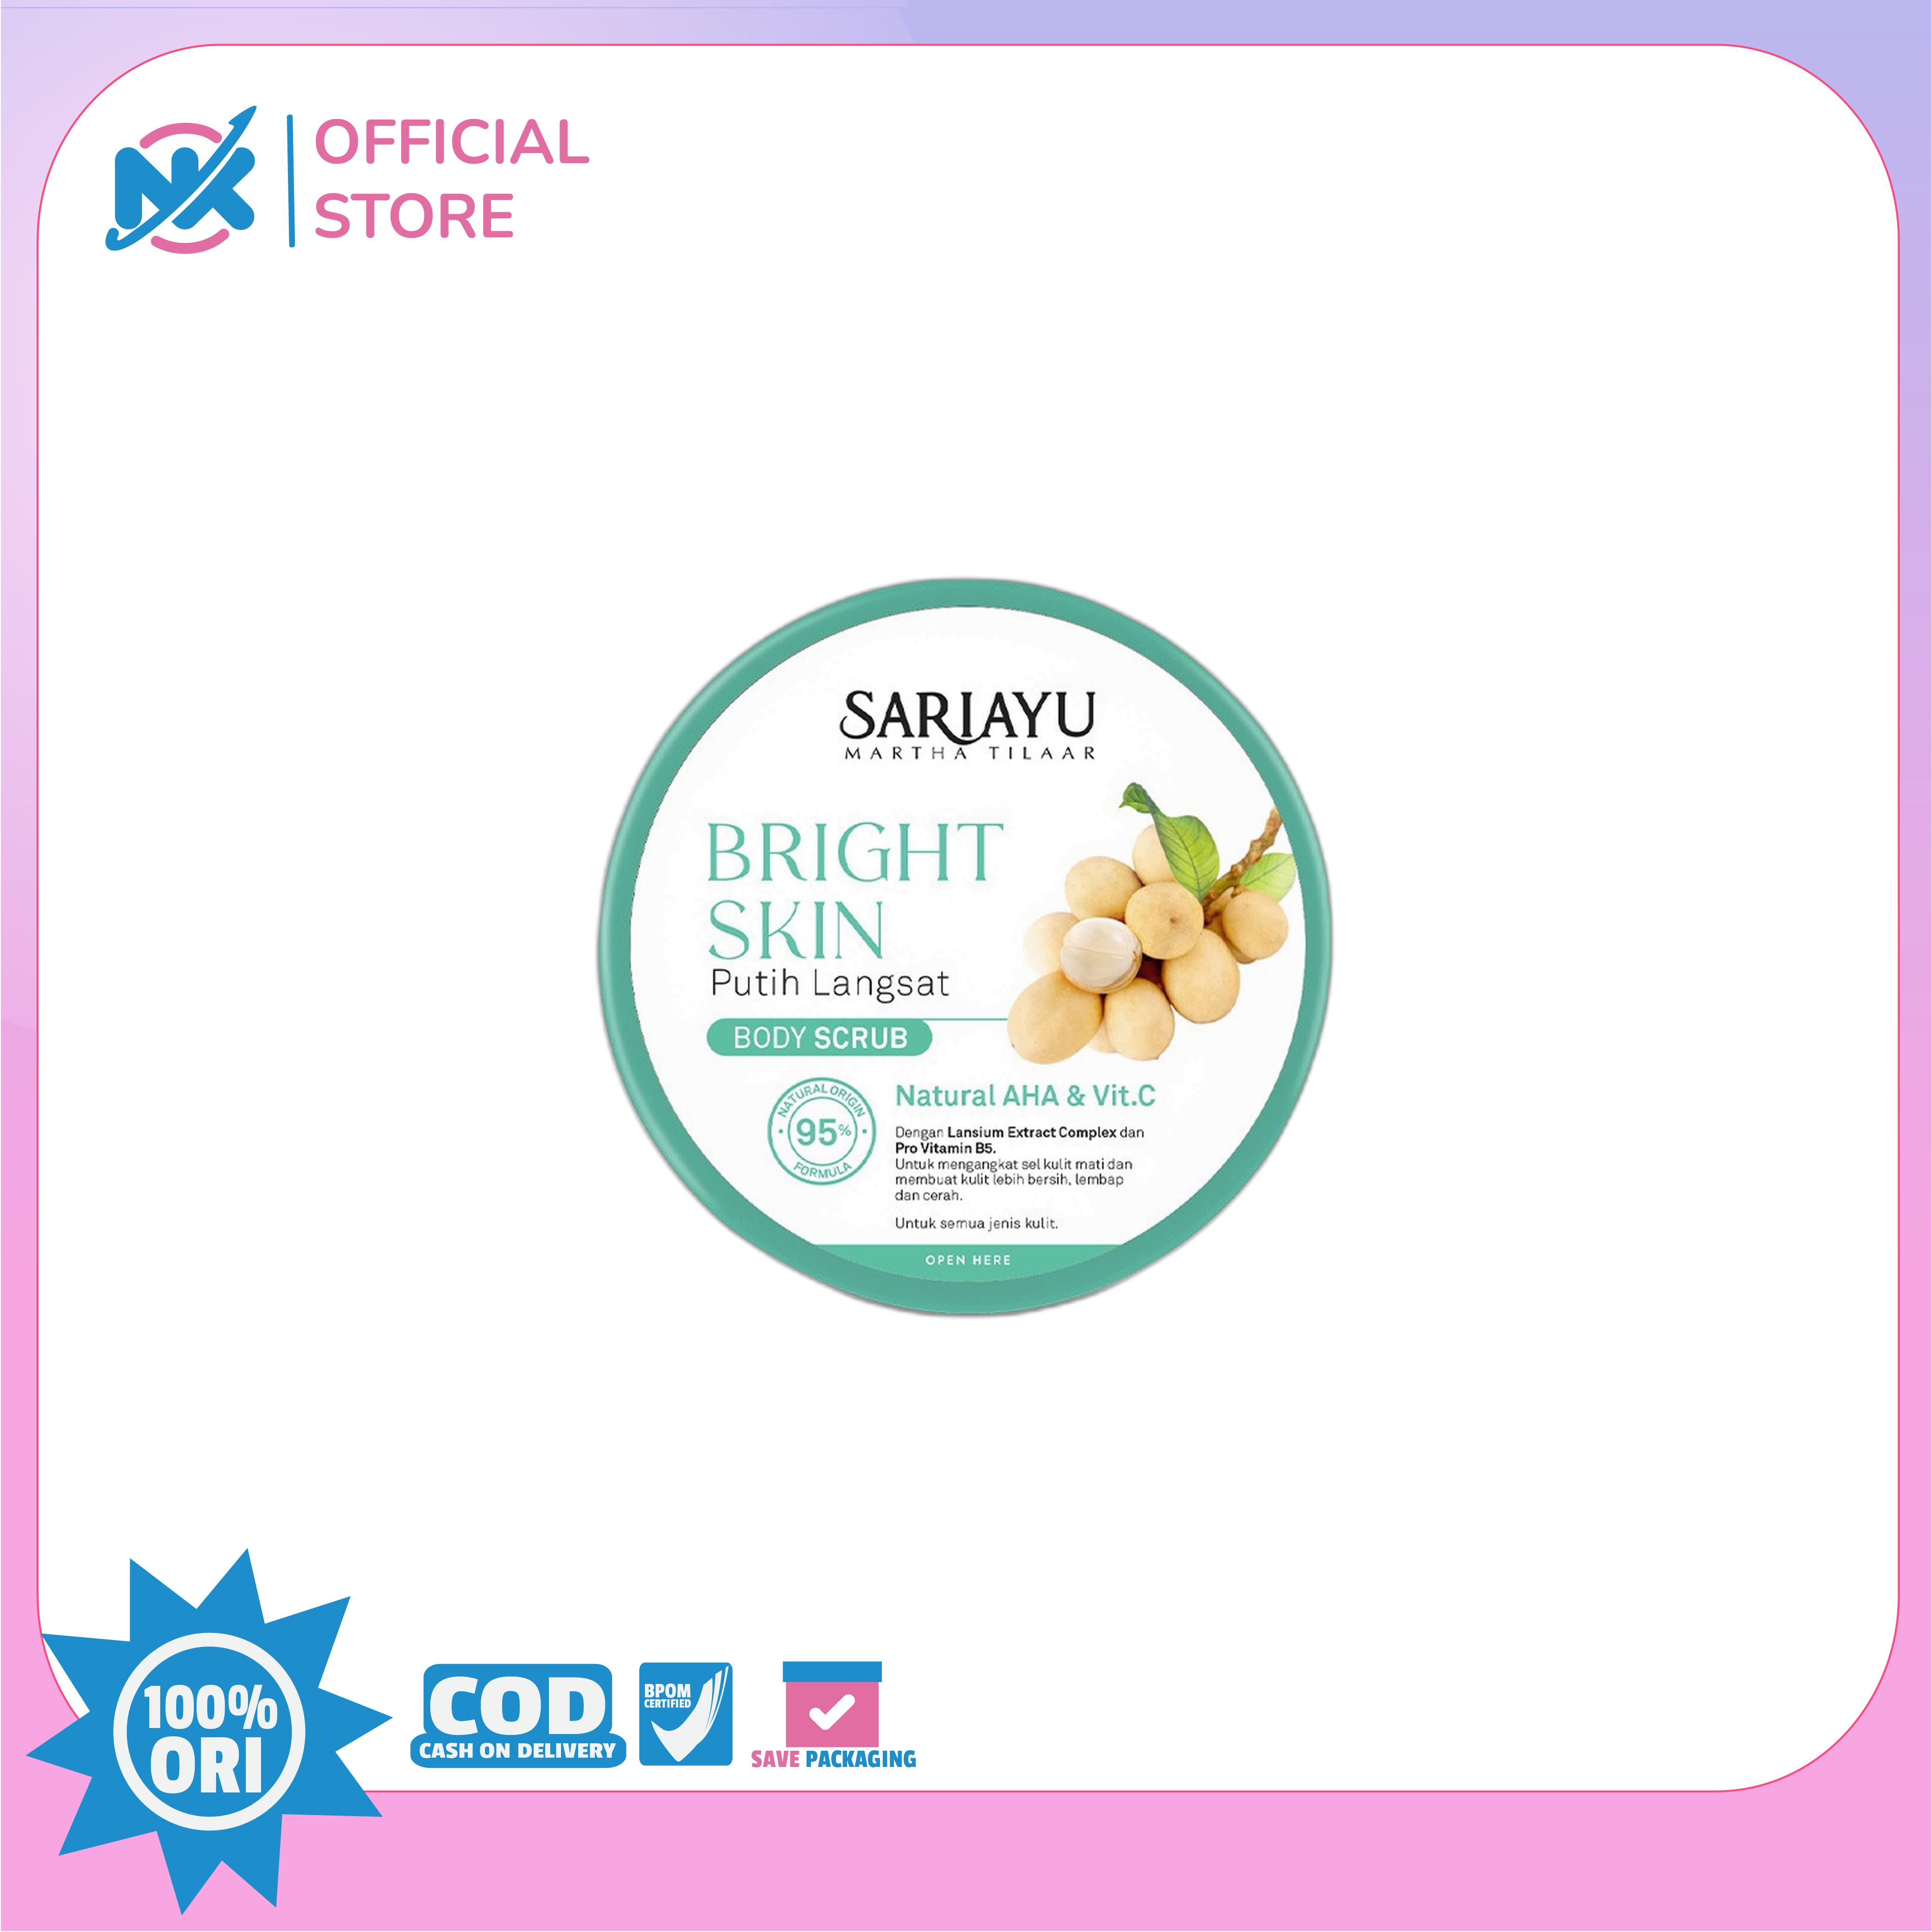 NK
OFFICIAL
STORE
SARIAYU
MARTHA TILAAR
BRIGHT
SKIN
Putih Langsat
BODY SCRUB
NATURAL ORIGIN
95%
FORMULA
Natural AHA & Vit.C
Dengan Lansium Extract Complex dan
Pro Vitamin B5.
Untuk mengangkat sel kulit mati dan
membuat kulit lebih bersih, lembap
dan cerah.
Untuk semua jenis kulit.
OPEN HERE
100%
ORI
COD
CASH ON DELIVERY
BPOM
CERTIFIED
SAVE PACKAGING